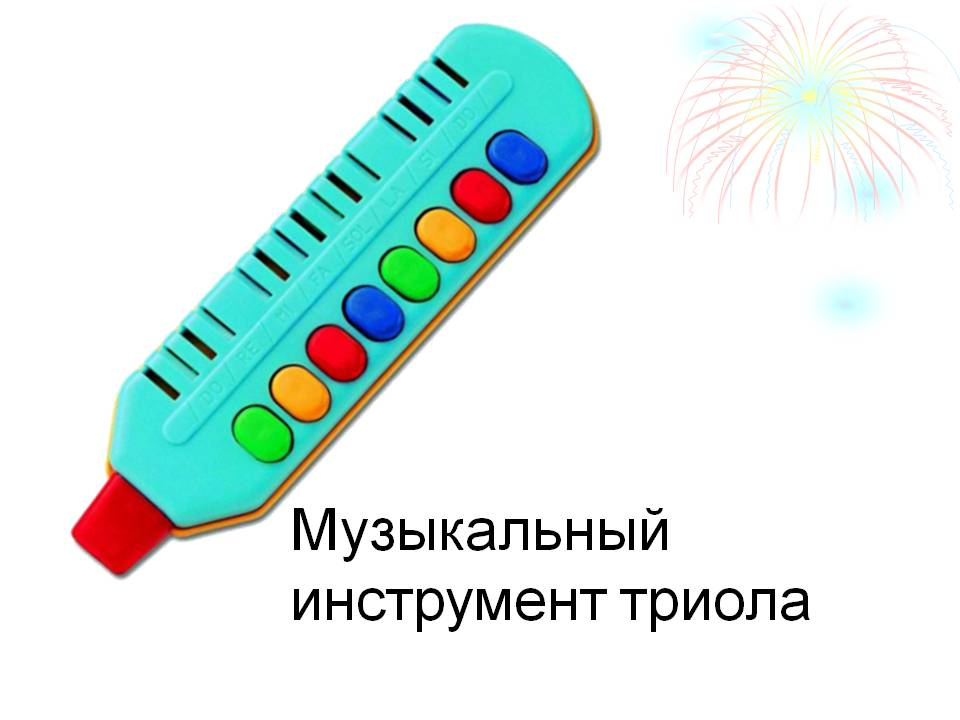 / DO / RE / MI / FA / SOL / LA / SI / DO /
Музыкальный
инструмент триола